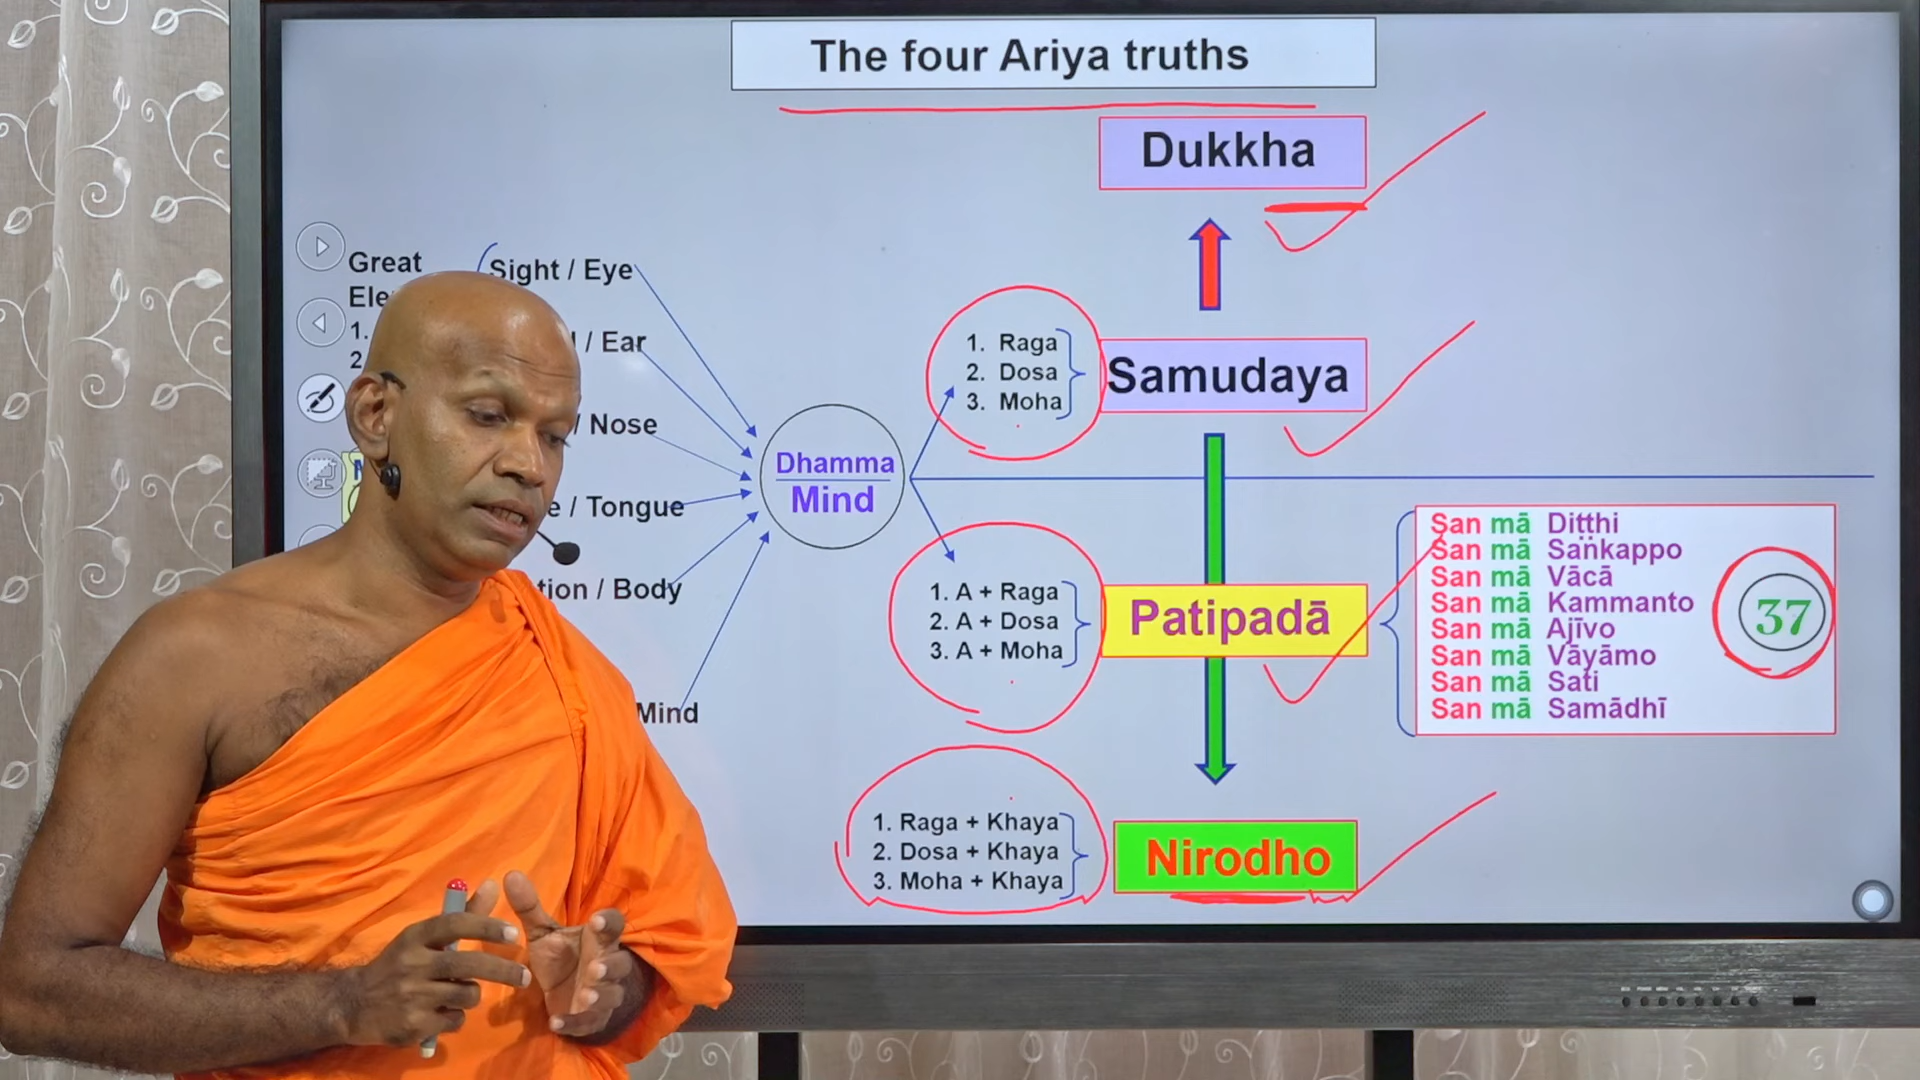 The four Ariya truths
Dukkha
Great
Sight / Eye
1.
/ Ear
2
1. Raga
2. Dosa
3. Moha
Samudaya
/ Nose
Dhamma
Mind
/ Tongue
/ Body
Mind
1. A + Raga
2. A + Dosa
3. A + Moha
Patipadā
San mā Diṭṭhi
San mā Saṅkappo
San mā Vācā
San mā Kammanto
San mā Ajīvo
San mā Vāyāmo
San mā Sati
San mā Samādhī
37
1. Raga + Khaya
2. Dosa + Khaya
3. Moha + Khaya
Nirodho